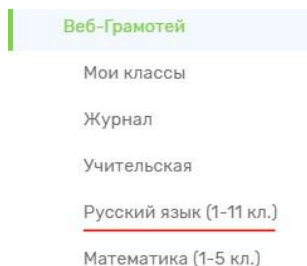 Веб-Грамотей
Мои классы
Журнал
Учительская
Русский язык (1-11 кл.)
Математика (1-5 кл.)